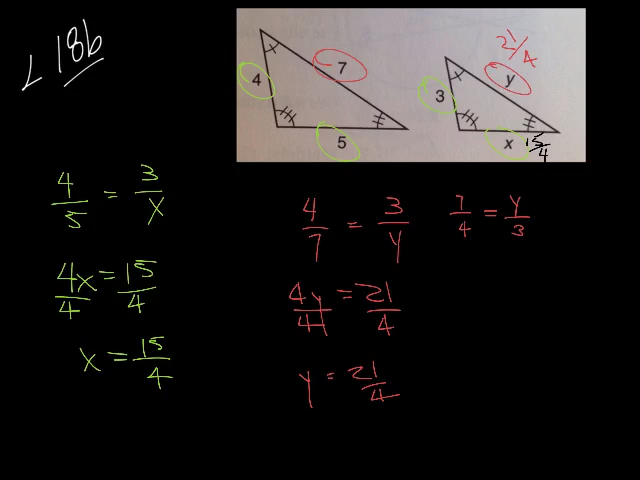 L 18b
4 7 5
3 y x
21/4
15/4
4/5 = 3/x
4x/4 = 15/4
x = 15/4
4/7 = 3/y
7/4 = y/3
4y/4 = 21/4
y = 21/4